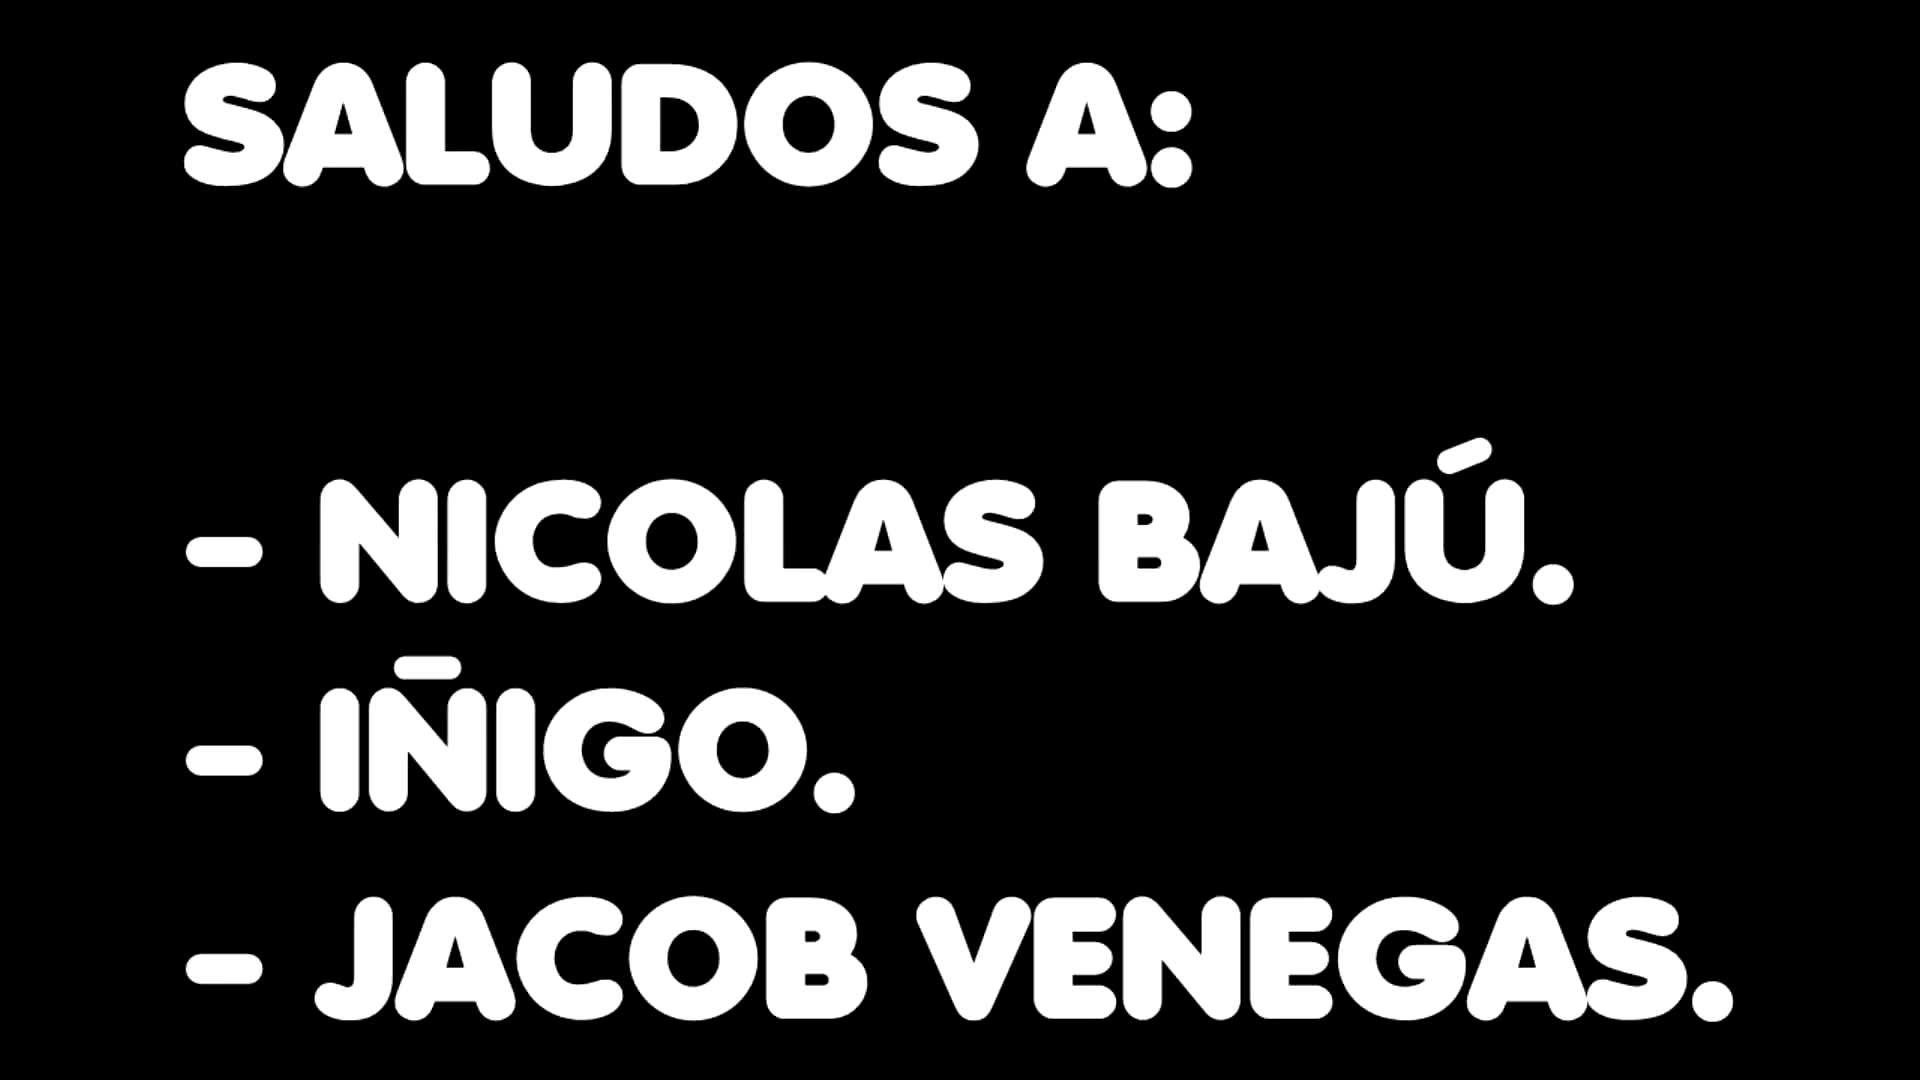 SALUDOS A:
- NICOLAS BAJÚ.
- IÑIGO.
- JACOB VENEGAS.